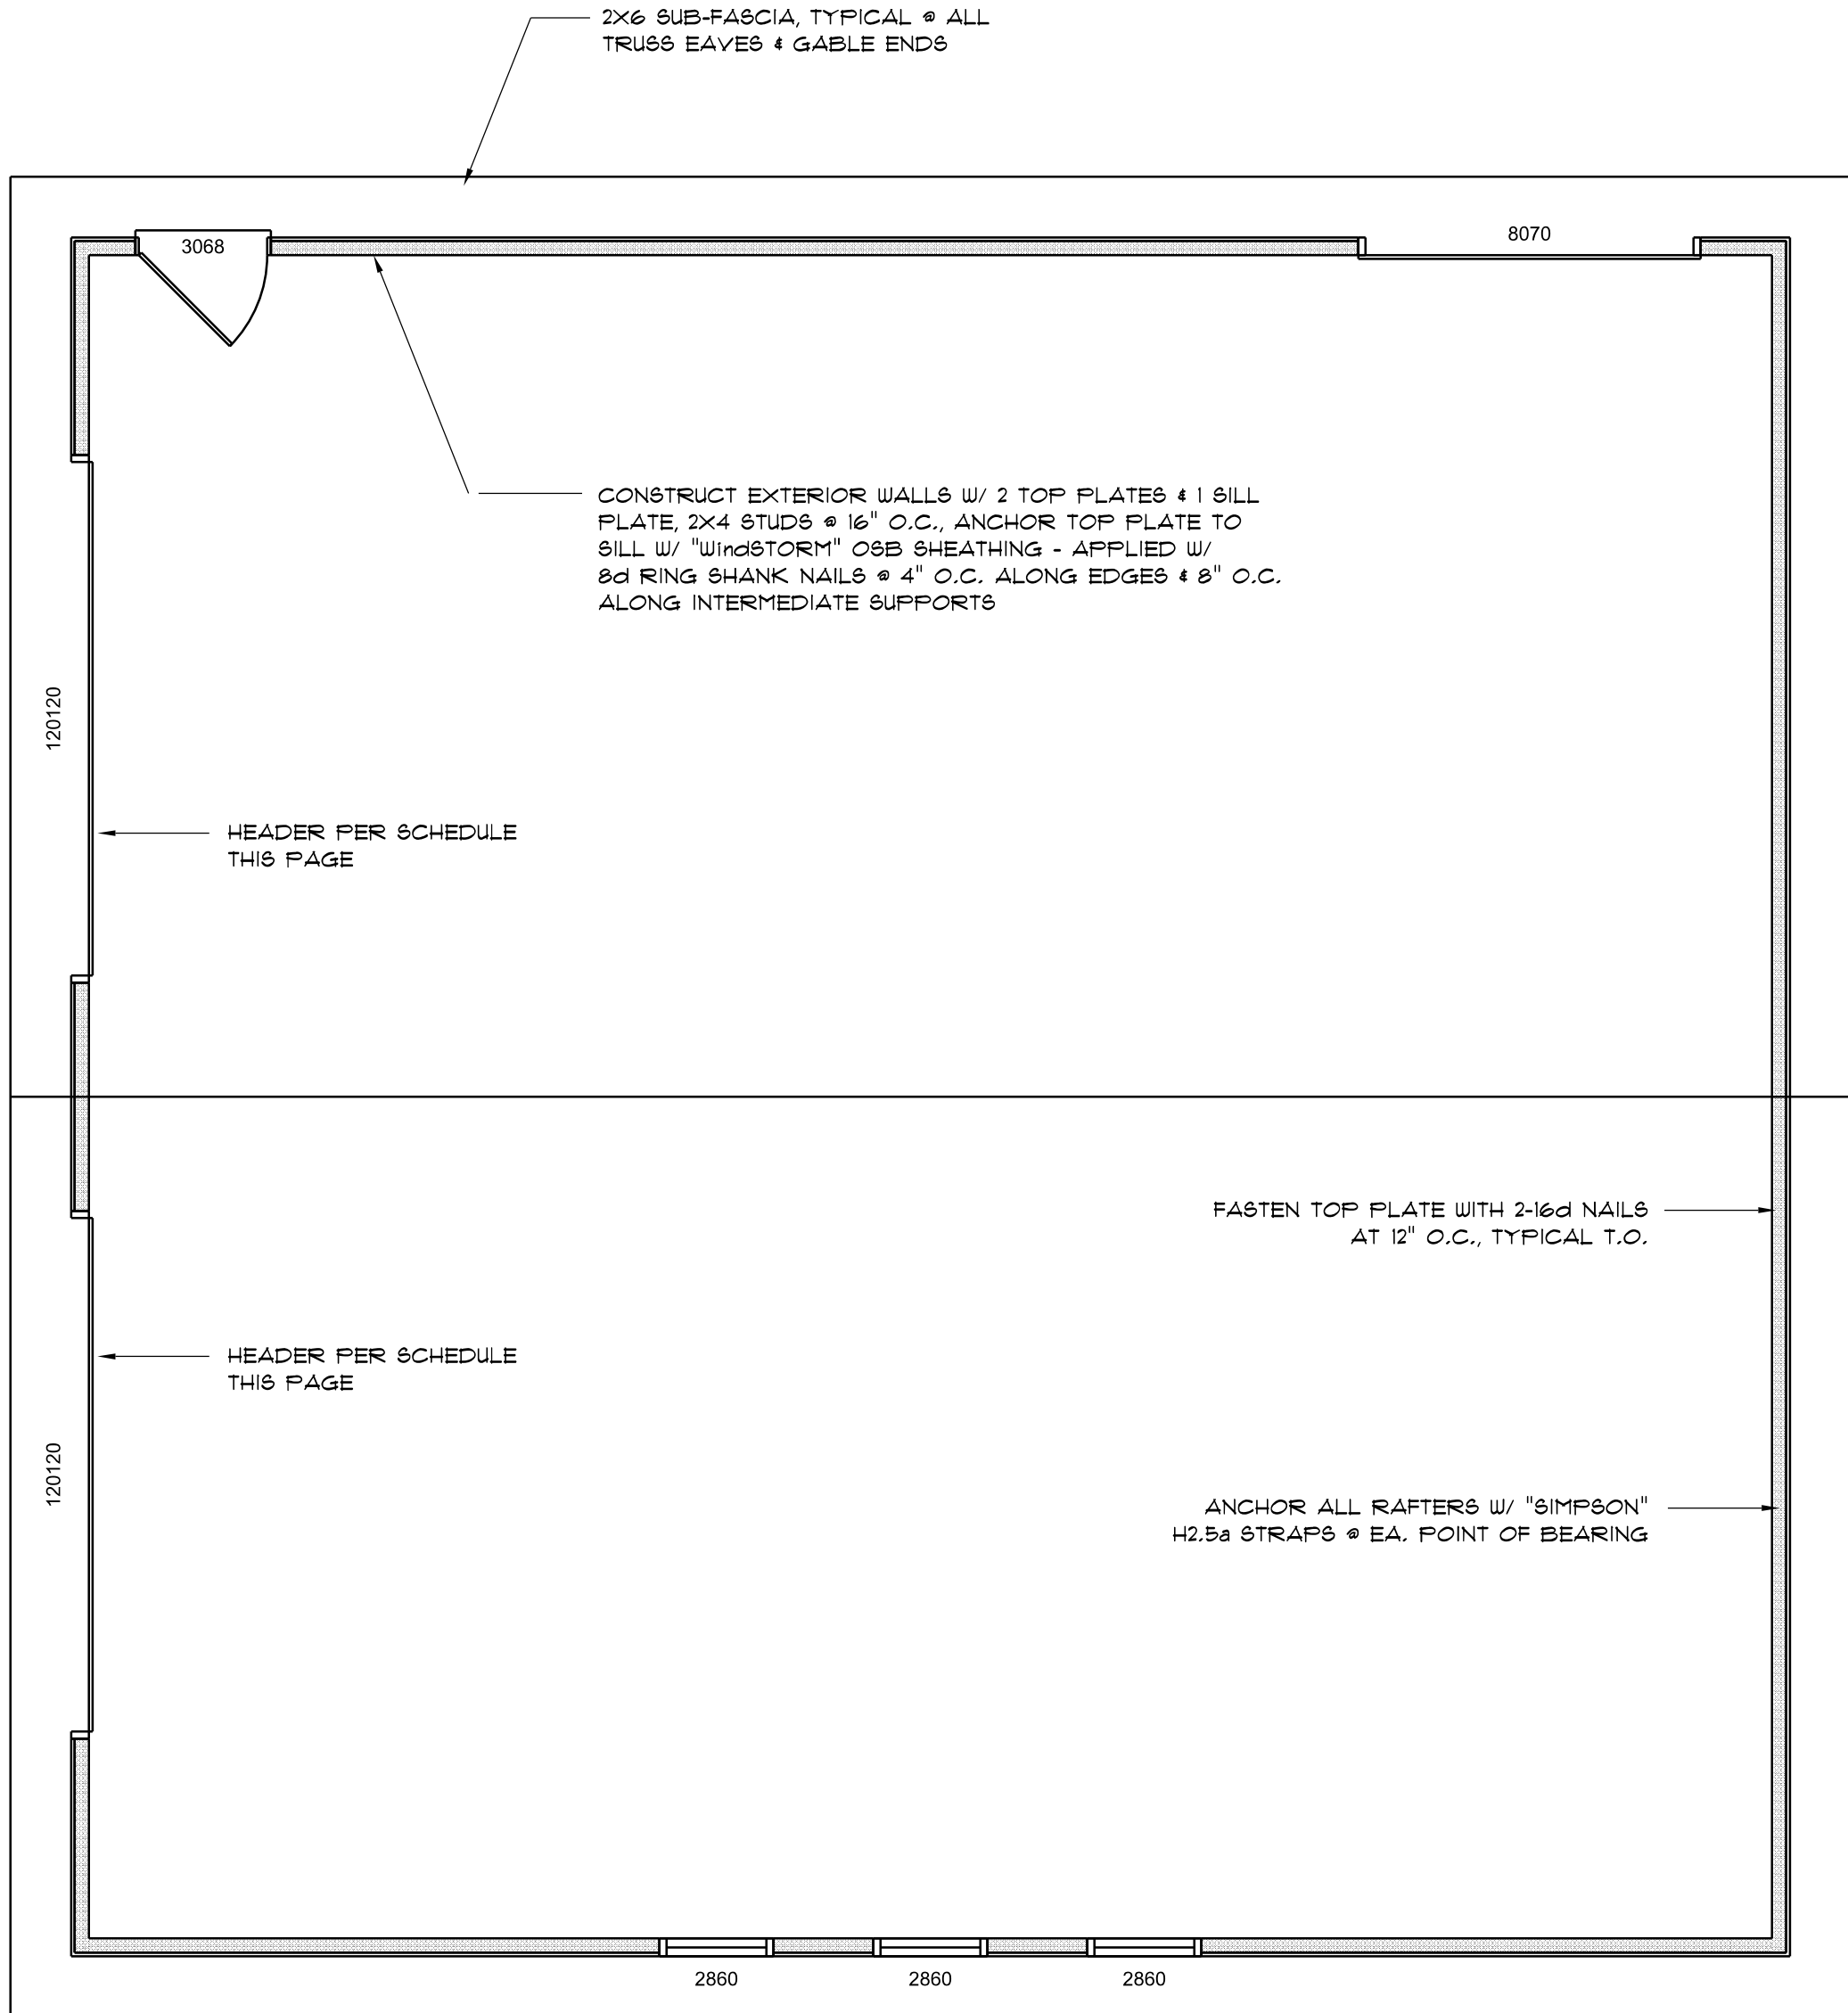 2X6 SUB-FASCIA, TYPICAL @ ALL
TRUSS EAVES & GABLE ENDS
3068
8070
CONSTRUCT EXTERIOR WALLS W/ 2 TOP PLATES & 1 SILL
PLATE, 2X4 STUDS @ 16" O.C., ANCHOR TOP PLATE TO
SILL W/ "WindSTORM" OSB SHEATHING - APPLIED W/
8d RING SHANK NAILS @ 4" O.C. ALONG EDGES & 8" O.C.
ALONG INTERMEDIATE SUPPORTS
120120
HEADER PER SCHEDULE
THIS PAGE
FASTEN TOP PLATE WITH 2-16d NAILS
AT 12" O.C., TYPICAL T.O.
HEADER PER SCHEDULE
THIS PAGE
120120
ANCHOR ALL RAFTERS W/ "SIMPSON"
H2.5a STRAPS @ EA. POINT OF BEARING
2860
2860
2860